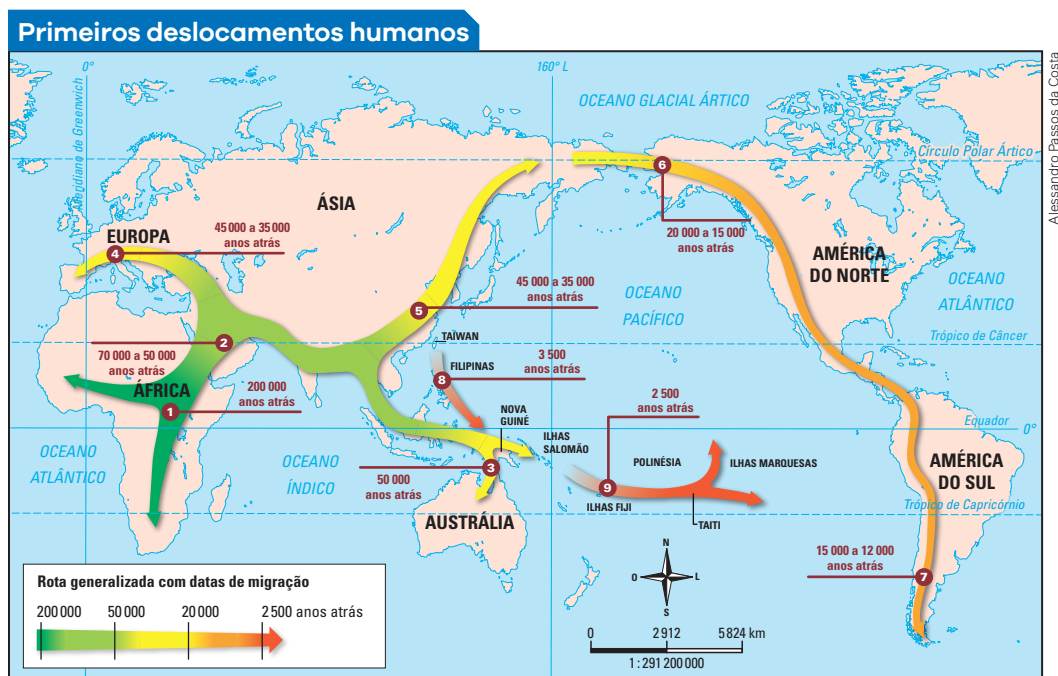 Primeiros deslocamentos humanos
0°
160° L
Meridiano de Greenwich
OCEANO GLACIAL ÁRTICO
Círculo Polar Ártico
Alessandro Passos da Costa
ÁSIA
EUROPA
45 000 a 35 000
anos atrás
4
6
20 000 a 15 000
anos atrás
AMÉRICA
DO NORTE
OCEANO
ATLÂNTICO
5
45 000 a 35 000
anos atrás
OCEANO
PACÍFICO
2
70 000 a 50 000
anos atrás
TAÍWAN
Trópico de Câncer
FILIPINAS
8
3 500
anos atrás
ÁFRICA
1
200 000
anos atrás
2 500
anos atrás
NOVA
GUINÉ
Equador
0°
OCEANO
ATLÂNTICO
OCEANO
ÍNDICO
3
50 000
anos atrás
ILHAS
SALOMÃO
POLINÉSIA
ILHAS MARQUESAS
9
ILHAS FIJI
TAITI
AMÉRICA
DO SUL
Trópico de Capricórnio
AUSTRÁLIA
15 000 a 12 000
anos atrás
7
N
O
L
S
Rota generalizada com datas de migração
200 000 50 000 20 000 2 500 anos atrás
0 2 912 5 824 km
1 : 291 200 000